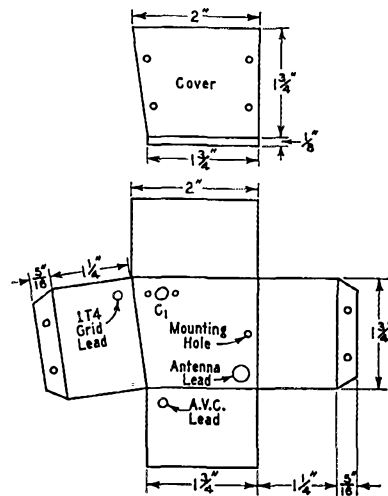 2"
Cover
1 3/4"
1/8"
1 3/4"
2"
5/16"
1 1/4"
1T4
Grid
Lead
C1
Mounting
Hole
Antenna
Lead
1 3/4"
A.V.C.
Lead
1 3/4"
1 1/4"
5/16"